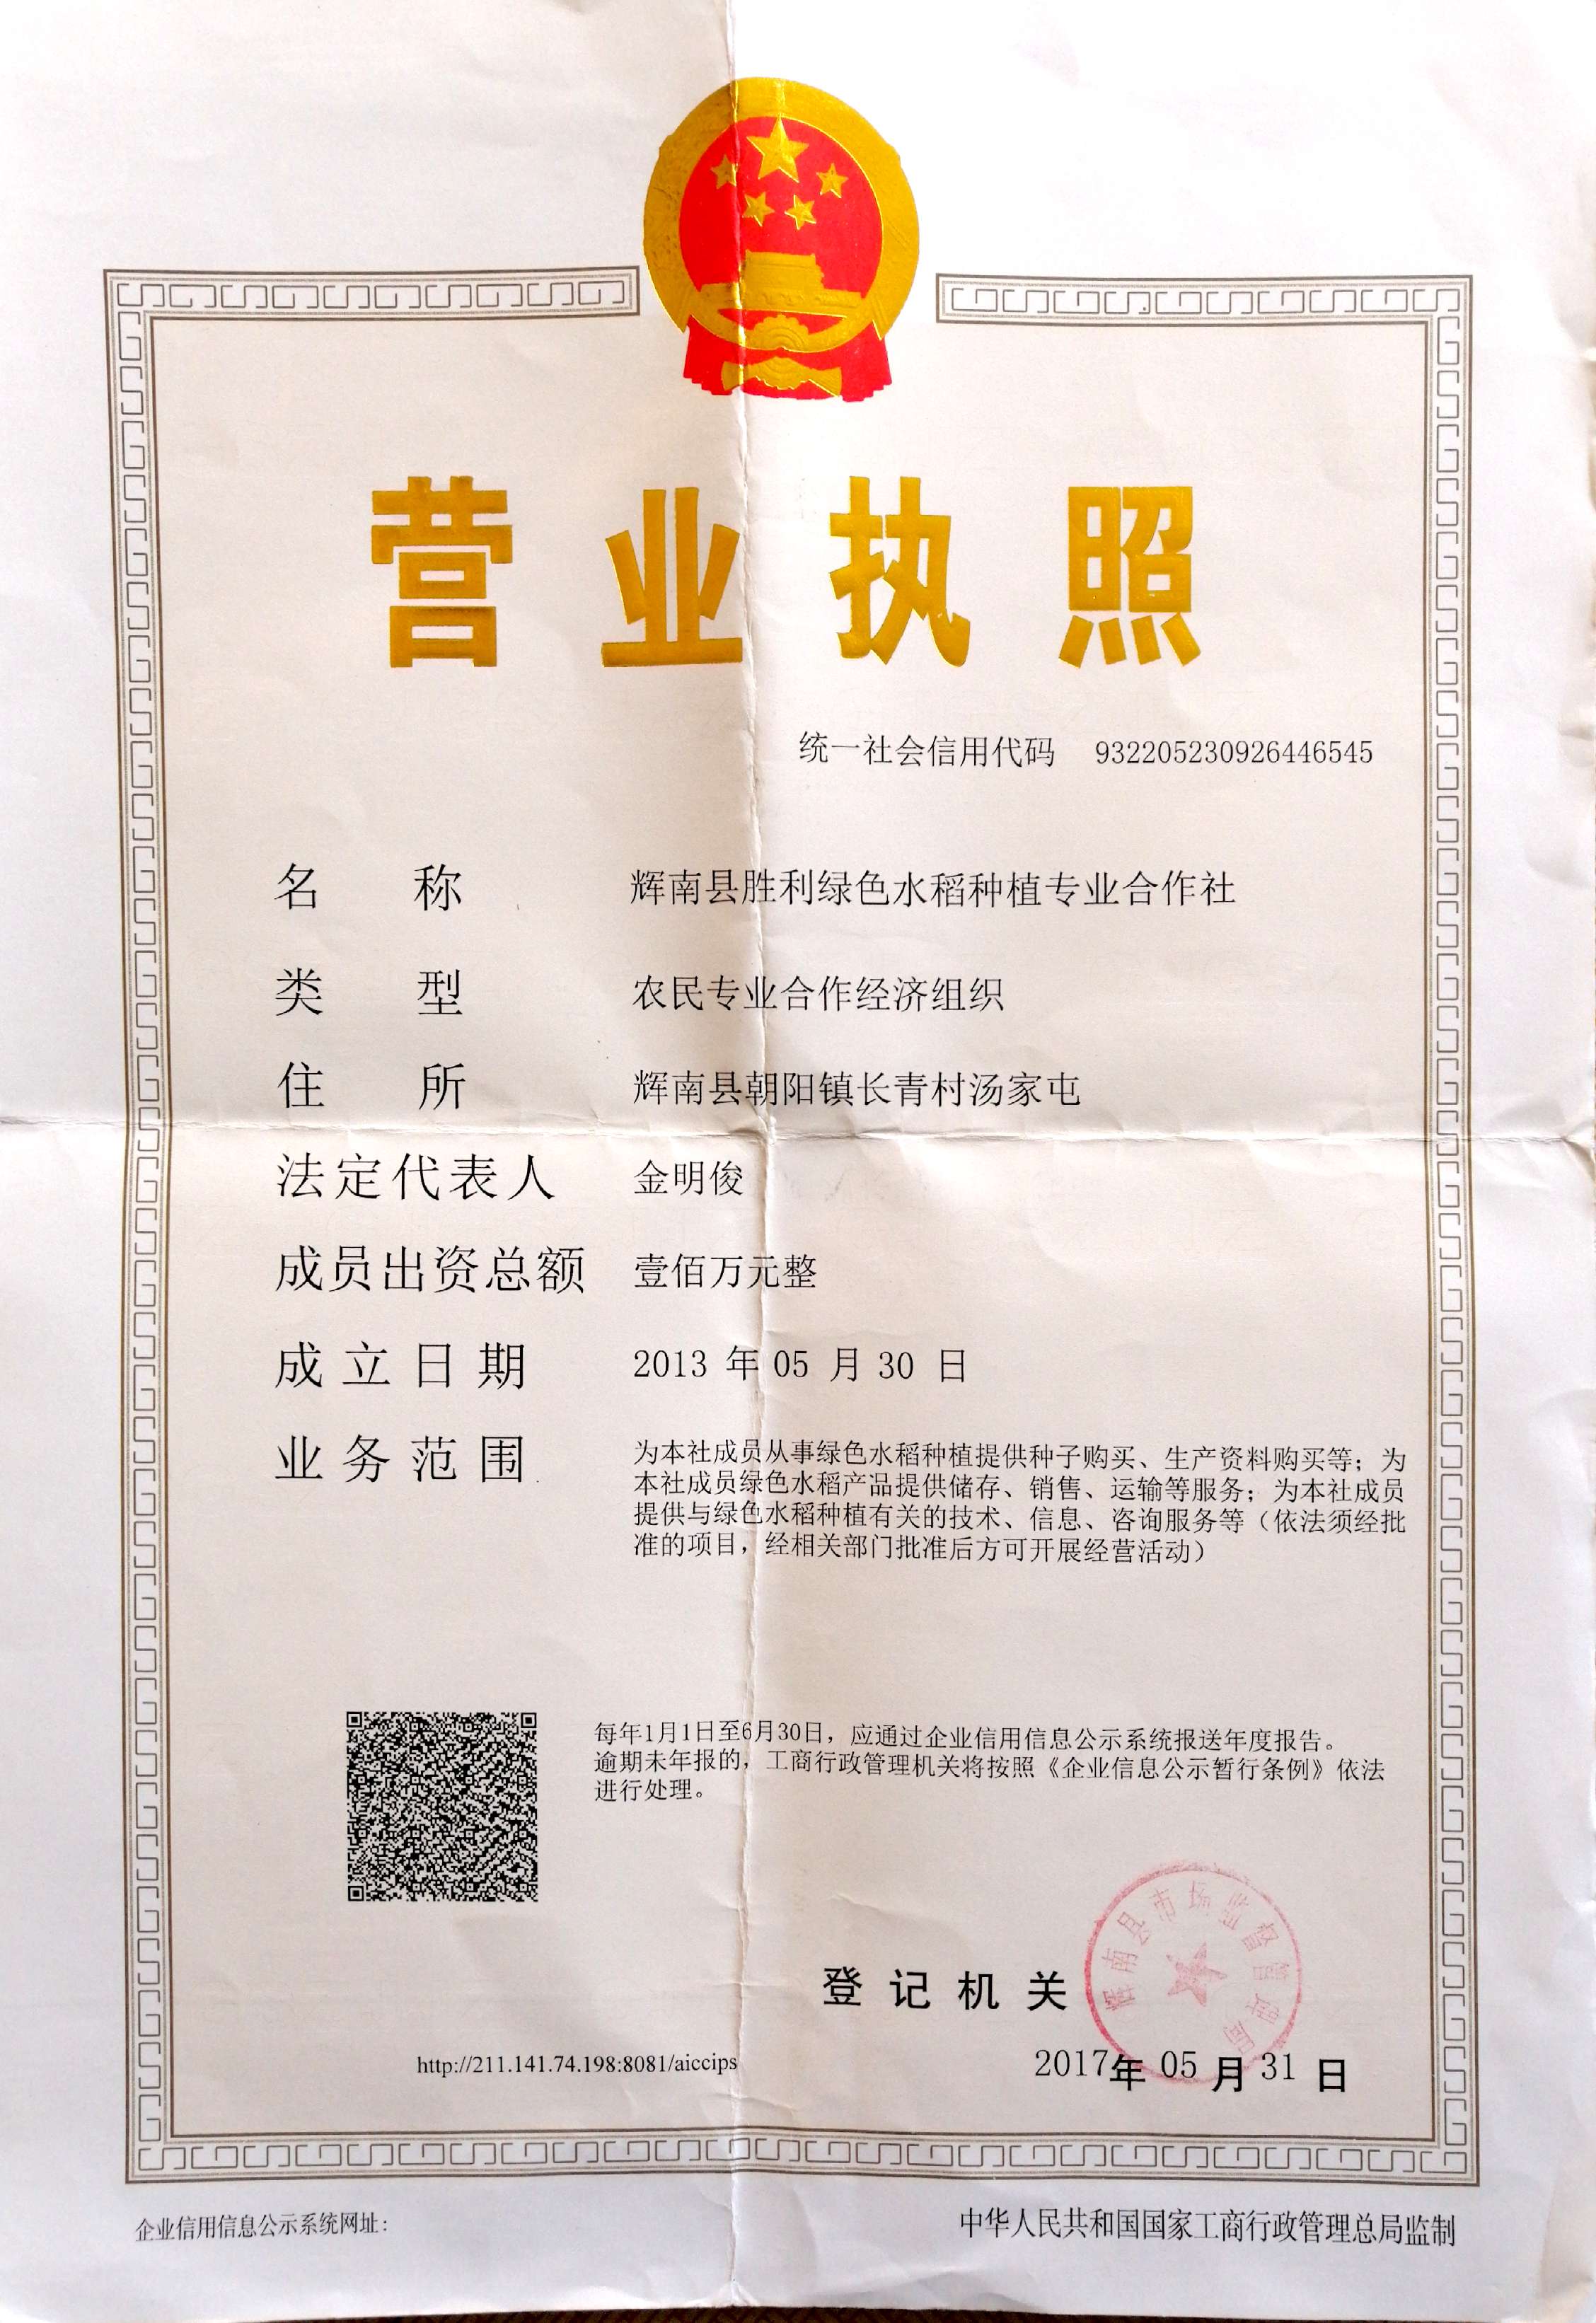 营业执照
统一社会信用代码 932205230926446545
名称 辉南县胜利绿色水稻种植专业合作社
类型 农民专业合作经济组织
住所 辉南县朝阳镇长青村汤家屯
法定代表人 金明俊
成员出资总额 壹佰万元整
成立日期 2013 年 05 月 30 日
业务范围 为本社成员从事绿色水稻种植提供种子购买、生产资料购买等；为
本社成员绿色水稻产品提供储存、销售、运输等服务；为本社成员
提供与绿色水稻种植有关的技术、信息、咨询服务等（依法须经批
准的项目，经相关部门批准后方可开展经营活动）
每年1月1日至6月30日，应通过企业信用信息公示系统报送年度报告。
逾期未年报的，工商行政管理机关将按照《企业信息公示暂行条例》依法
进行处理。
辉南县市场监督管理局
登记机关
http://211.141.74.198:8081/aiccips
2017年 05 月 31 日
企业信用信息公示系统网址：
中华人民共和国国家工商行政管理总局监制